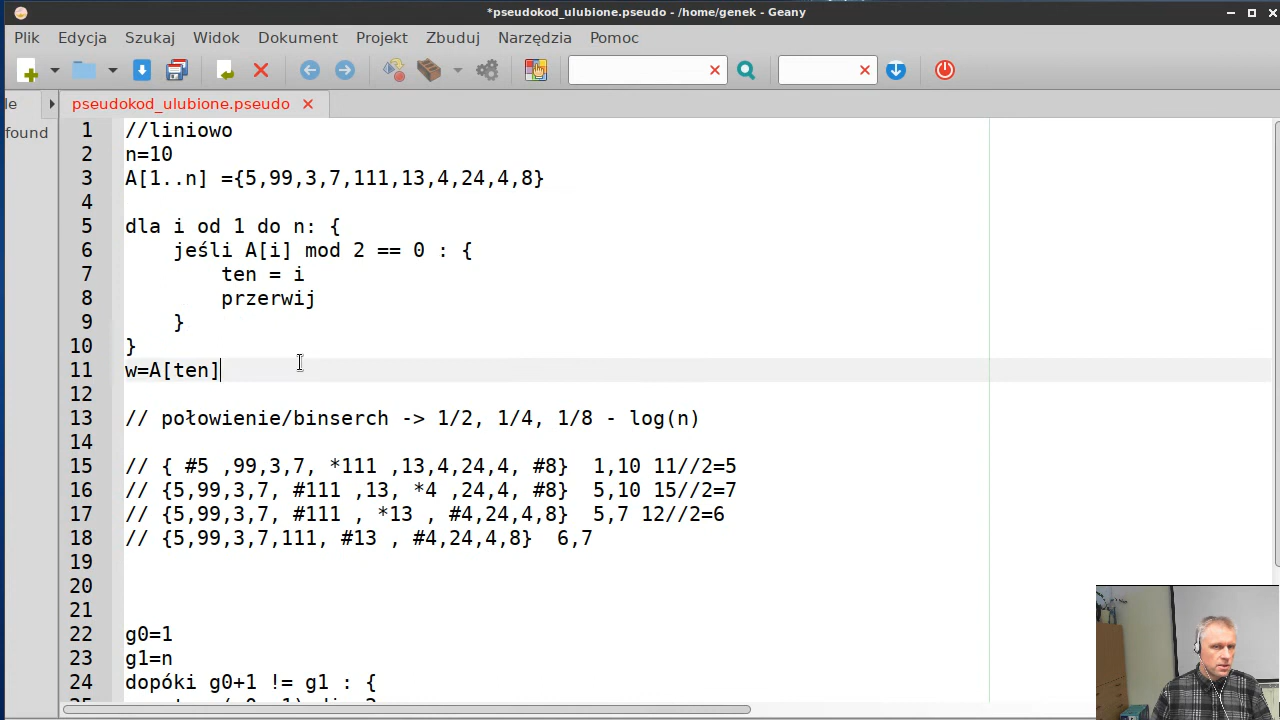 *pseudokod_ulubione.pseudo - /home/genek - Geany
Plik Edycja Szukaj Widok Dokument Projekt Zbuduj Narzędzia Pomoc
le pseudokod_ulubione.pseudo
found
1 //liniowo
2 n=10
3 A[1..n] ={5,99,3,7,111,13,4,24,4,8}
4
5 dla i od 1 do n: {
6 jeśli A[i] mod 2 == 0 : {
7 ten = i
8 przerwij
9 }
10 }
11 w=A[ten]
12
13 // połowienie/binserch -> 1/2, 1/4, 1/8 - log(n)
14
15 // { #5 ,99,3,7, *111 ,13,4,24,4, #8} 1,10 11//2=5
16 // {5,99,3,7, #111 ,13, *4 ,24,4, #8} 5,10 15//2=7
17 // {5,99,3,7, #111 , *13 , #4,24,4,8} 5,7 12//2=6
18 // {5,99,3,7,111, #13 , #4,24,4,8} 6,7
19
20
21
22 g0=1
23 g1=n
24 dopóki g0+1 != g1 : {